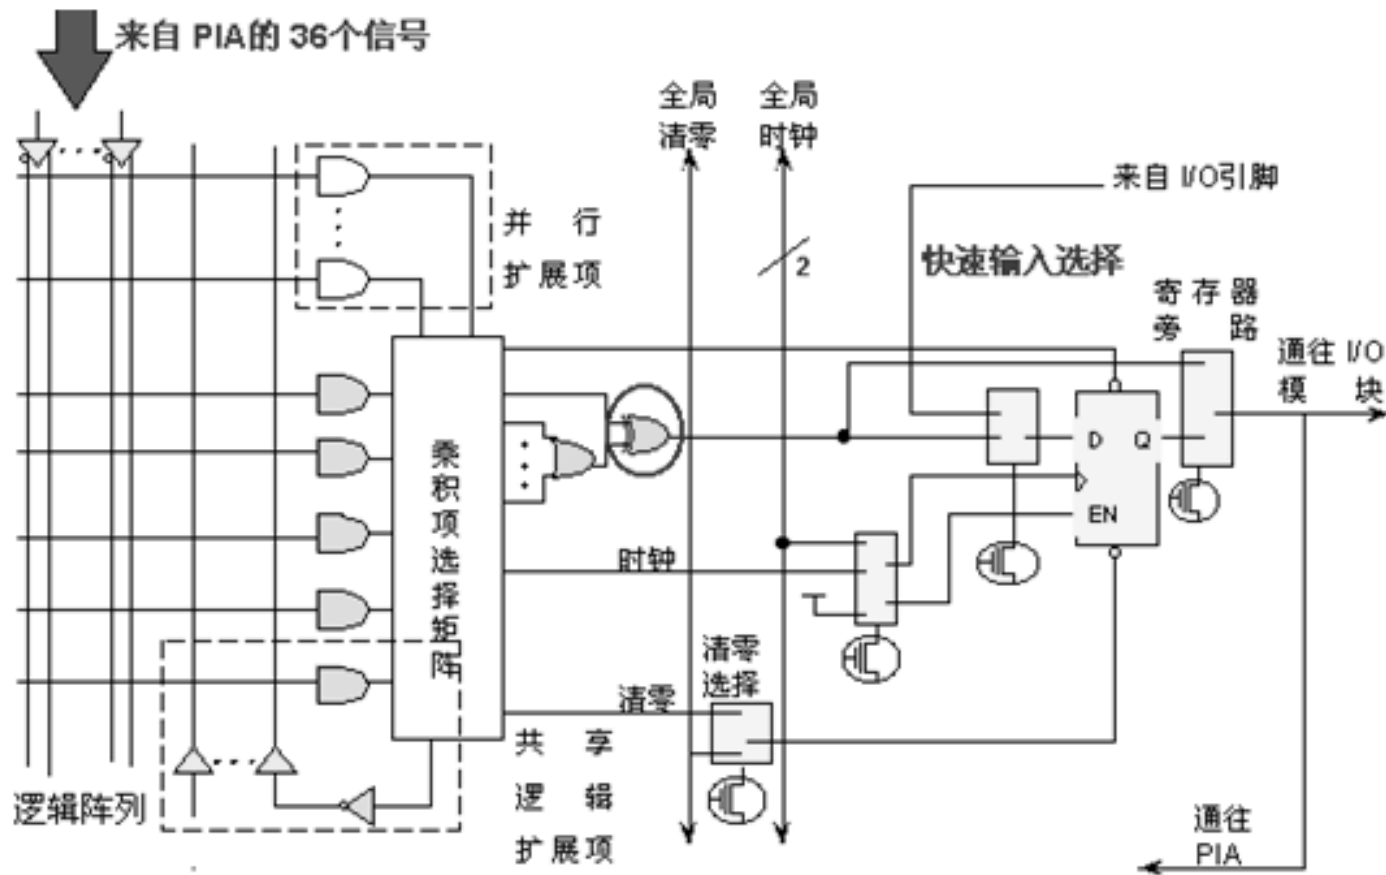 来自 PIA的 36个信号
全局
清零
全局
时钟
来自 I/O引脚
并行
扩展项
2
快速输入选择
寄存器
旁路
通往 I/O
模块
乘积项选择矩阵
D Q
EN
时钟
清零
选择
清零
共享
逻辑
扩展项
逻辑阵列
通往
PIA